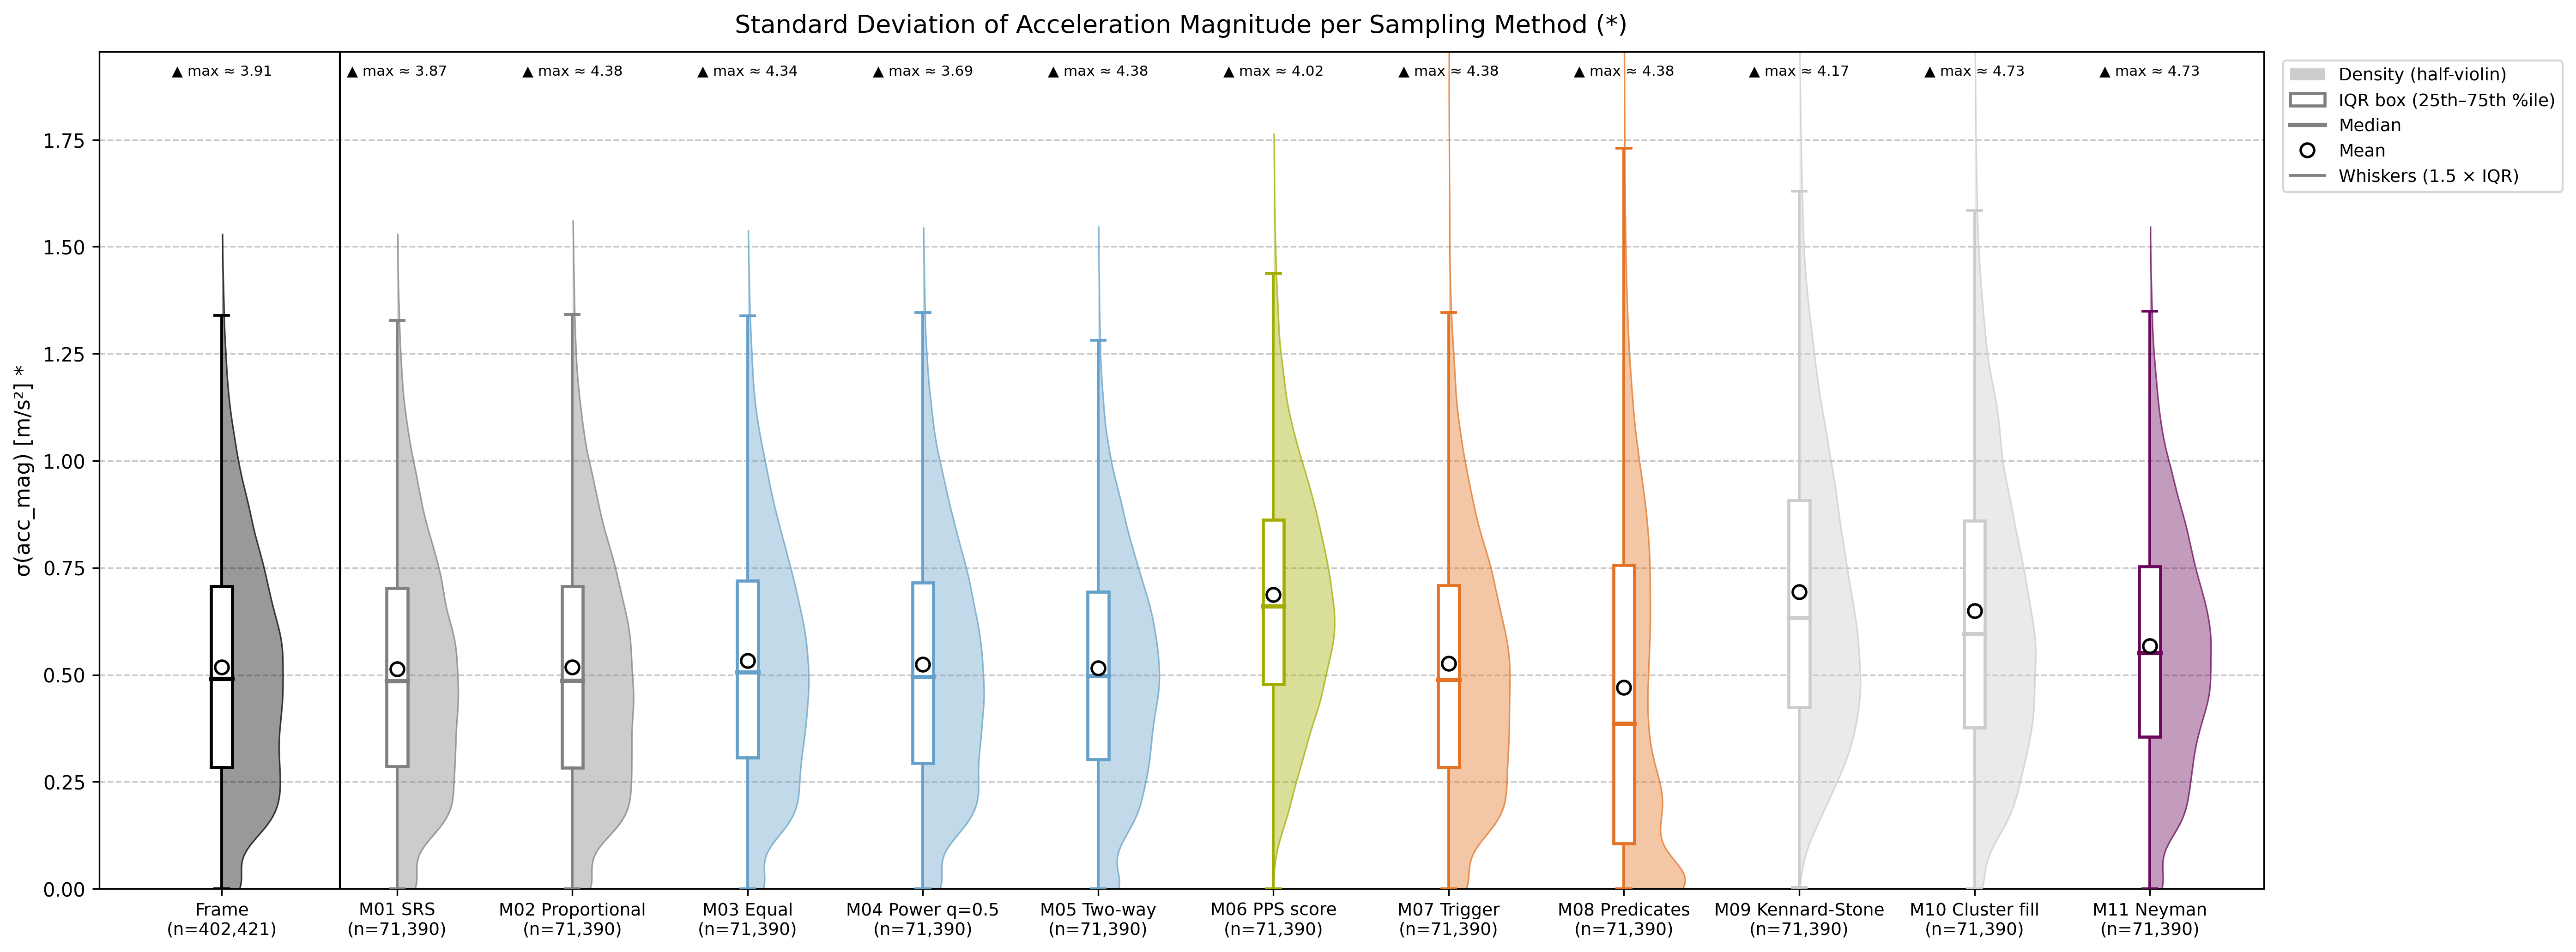 Standard Deviation of Acceleration Magnitude per Sampling Method (*)
▲ max ≈ 3.91
▲ max ≈ 3.87
▲ max ≈ 4.38
▲ max ≈ 4.34
▲ max ≈ 3.69
▲ max ≈ 4.38
▲ max ≈ 4.02
▲ max ≈ 4.38
▲ max ≈ 4.38
▲ max ≈ 4.17
▲ max ≈ 4.73
▲ max ≈ 4.73
Density (half-violin)
IQR box (25th–75th %ile)
Median
Mean
Whiskers (1.5 × IQR)
σ(acc_mag) [m/s²] *
1.75
1.50
1.25
1.00
0.75
0.50
0.25
0.00
Frame
(n=402,421)
M01 SRS
(n=71,390)
M02 Proportional
(n=71,390)
M03 Equal
(n=71,390)
M04 Power q=0.5
(n=71,390)
M05 Two-way
(n=71,390)
M06 PPS score
(n=71,390)
M07 Trigger
(n=71,390)
M08 Predicates
(n=71,390)
M09 Kennard-Stone
(n=71,390)
M10 Cluster fill
(n=71,390)
M11 Neyman
(n=71,390)